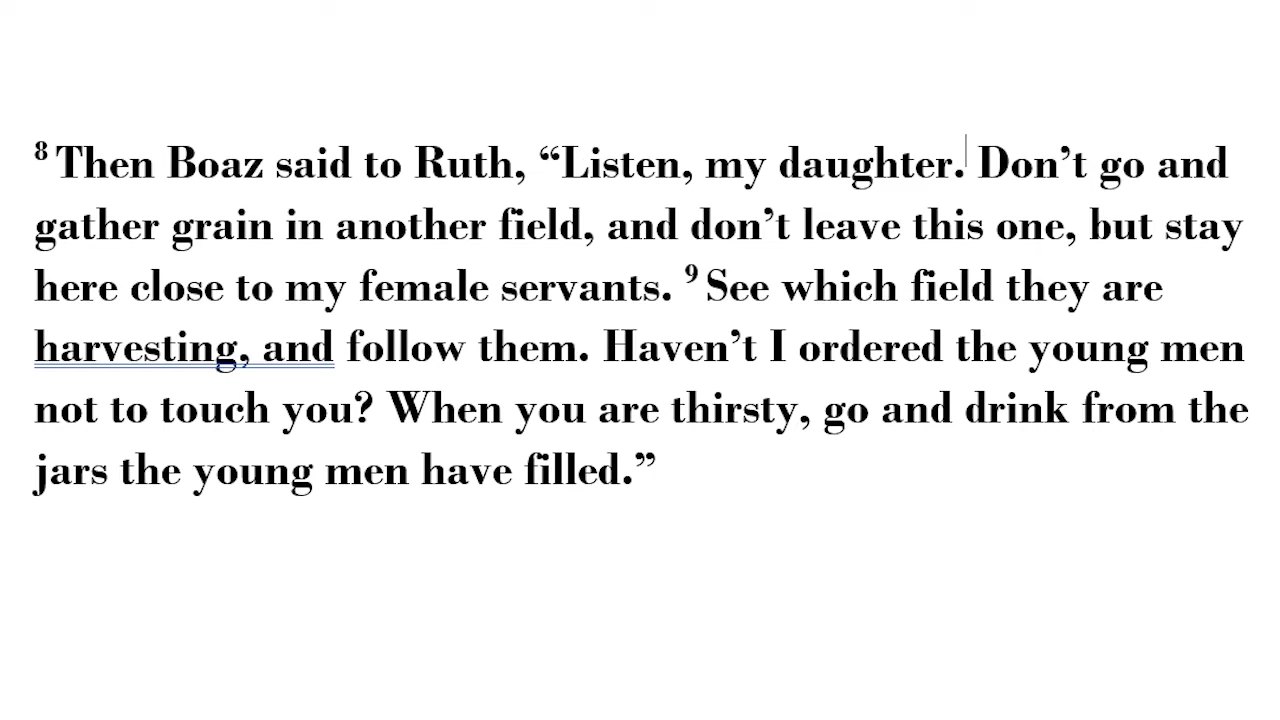 8 Then Boaz said to Ruth, “Listen, my daughter. Don’t go and
gather grain in another field, and don’t leave this one, but stay
here close to my female servants. 9 See which field they are
harvesting, and follow them. Haven’t I ordered the young men
not to touch you? When you are thirsty, go and drink from the
jars the young men have filled.”